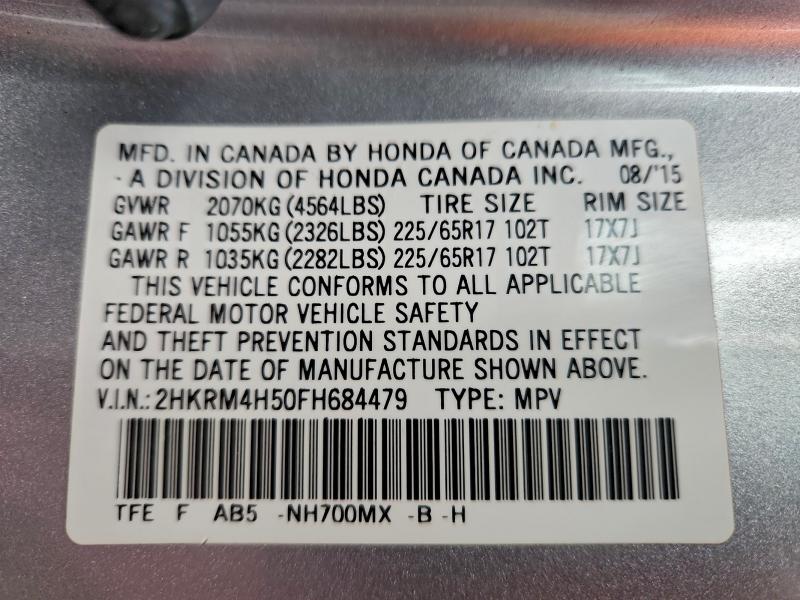 MFD. IN CANADA BY HONDA OF CANADA MFG.,
A DIVISION OF HONDA CANADA INC. 08/'15
GVWR 2070KG (4564LBS) TIRE SIZE RIM SIZE
GAWR F 1055KG (2326LBS) 225/65R17 102T 17X7J
GAWR R 1035KG (2282LBS) 225/65R17 102T 17X7J
THIS VEHICLE CONFORMS TO ALL APPLICABLE
FEDERAL MOTOR VEHICLE SAFETY
AND THEFT PREVENTION STANDARDS IN EFFECT
ON THE DATE OF MANUFACTURE SHOWN ABOVE.
V.I.N.: 2HKRM4H50FH684479 TYPE: MPV
TFE F AB5 -NH700MX -B -H